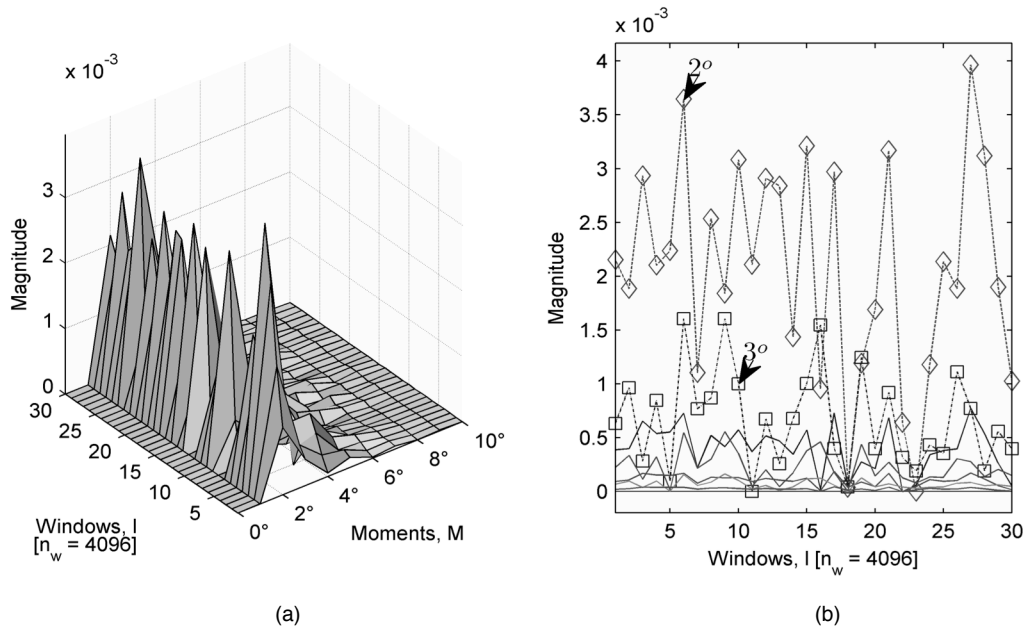 x 10⁻³
3
2
1
0
Magnitude
30
25
20
15
10
5
Windows, I
[n_w = 4096]
0°
2°
4°
6°
8°
10°
Moments, M
(a)
x 10⁻³
4
3.5
3
2.5
2
1.5
1
0.5
0
Magnitude
2º
3º
5
10
15
20
25
30
Windows, I [n_w = 4096]
(b)